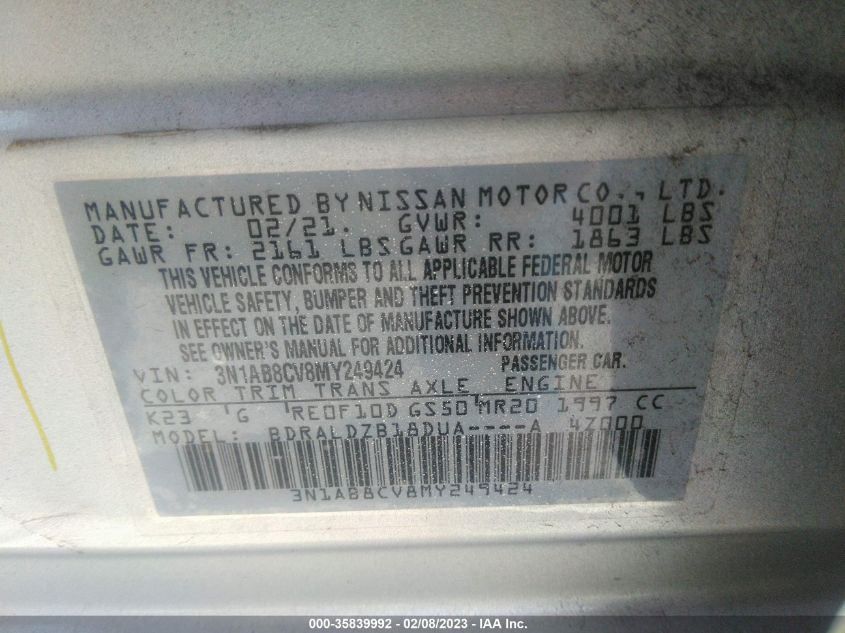 MANUFACTURED BY NISSAN MOTOR CO., LTD.
DATE: 02/21. GVWR: 4001 LBS
GAWR FR: 2161 LBS GAWR RR: 1863 LBS
THIS VEHICLE CONFORMS TO ALL APPLICABLE FEDERAL MOTOR
VEHICLE SAFETY, BUMPER AND THEFT PREVENTION STANDARDS
IN EFFECT ON THE DATE OF MANUFACTURE SHOWN ABOVE.
SEE OWNER'S MANUAL FOR ADDITIONAL INFORMATION.
VIN: 3N1AB8CV8MY249424 PASSENGER CAR.
COLOR TRIM TRANS AXLE ENGINE
K23 G RE0F10D GS50 MR20 1997 CC
MODEL: BDRALDZB18DUA----A 4Z000
3N1AB8CV8MY249424
000-35839992 - 02/08/2023 - IAA Inc.